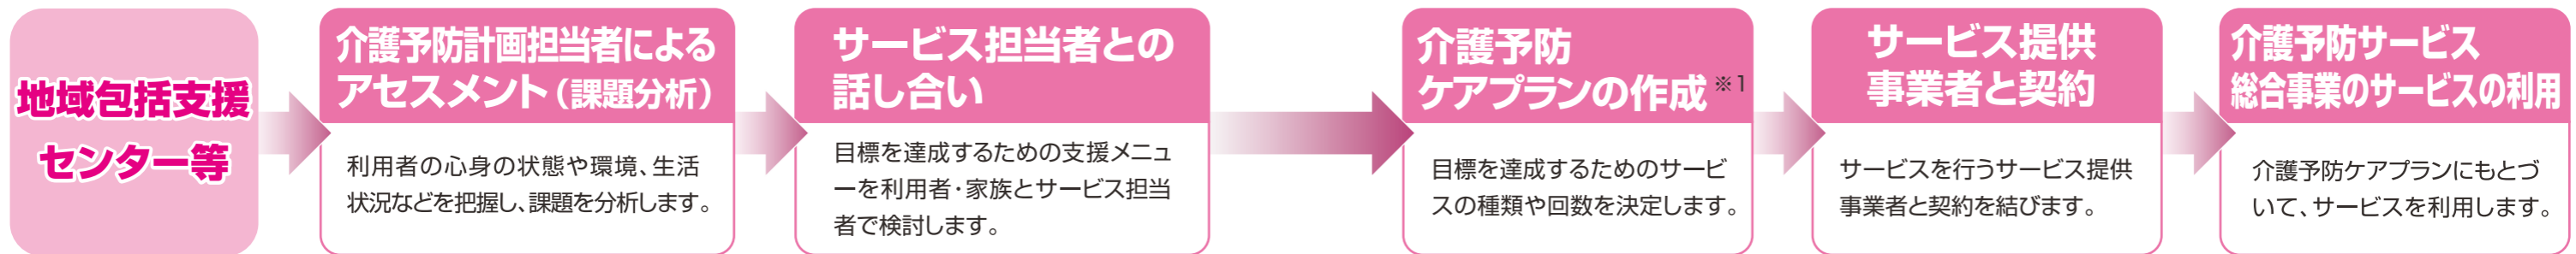 地域包括支援
センター等
介護予防計画担当者による
アセスメント（課題分析）
利用者の心身の状態や環境、生活
状況などを把握し、課題を分析します。
サービス担当者との
話し合い
目標を達成するための支援メニュ
ーを利用者・家族とサービス担当
者で検討します。
介護予防
ケアプランの作成※1
目標を達成するためのサービ
スの種類や回数を決定します。
サービス提供
事業者と契約
サービスを行うサービス提供
事業者と契約を結びます。
介護予防サービス
総合事業のサービスの利用
介護予防ケアプランにもとづ
いて、サービスを利用します。